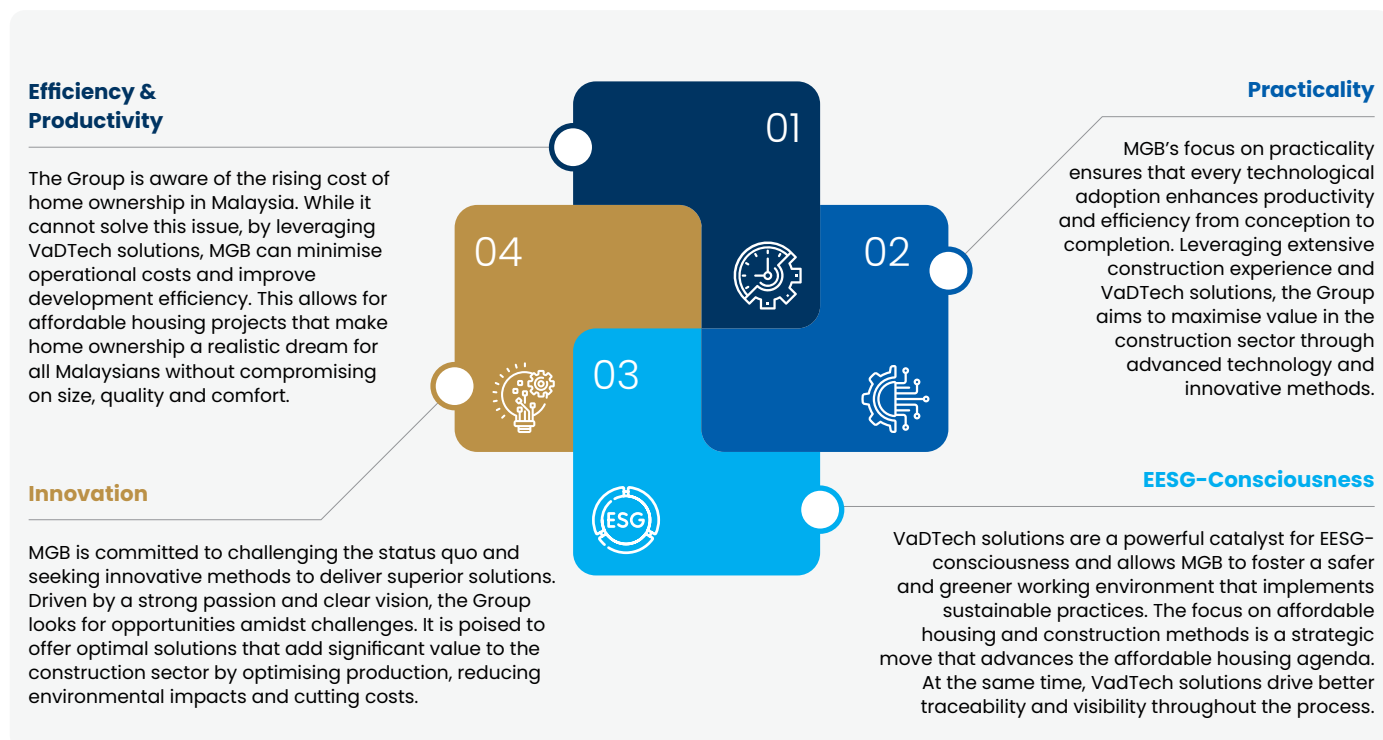 Efficiency &
Productivity
The Group is aware of the rising cost of
home ownership in Malaysia. While it
cannot solve this issue, by leveraging
VaDTech solutions, MGB can minimise
operational costs and improve
development efficiency. This allows for
affordable housing projects that make
home ownership a realistic dream for
all Malaysians without compromising
on size, quality and comfort.
01
Practicality
MGB’s focus on practicality
ensures that every technological
adoption enhances productivity
and efficiency from conception to
completion. Leveraging extensive
construction experience and
VaDTech solutions, the Group
aims to maximise value in the
construction sector through
advanced technology and
innovative methods.
02
03
ESG
EESG-Consciousness
VaDTech solutions are a powerful catalyst for EESG-
consciousness and allows MGB to foster a safer
and greener working environment that implements
sustainable practices. The focus on affordable
housing and construction methods is a strategic
move that advances the affordable housing agenda.
At the same time, VadTech solutions drive better
traceability and visibility throughout the process.
04
Innovation
MGB is committed to challenging the status quo and
seeking innovative methods to deliver superior solutions.
Driven by a strong passion and clear vision, the Group
looks for opportunities amidst challenges. It is poised to
offer optimal solutions that add significant value to the
construction sector by optimising production, reducing
environmental impacts and cutting costs.